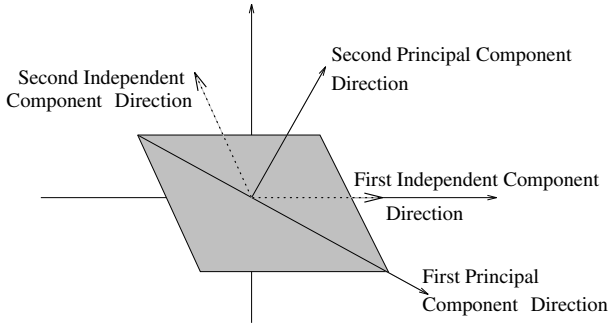 Second Principal Component
Direction
Second Independent
Component Direction
First Independent Component
Direction
First Principal
Component Direction